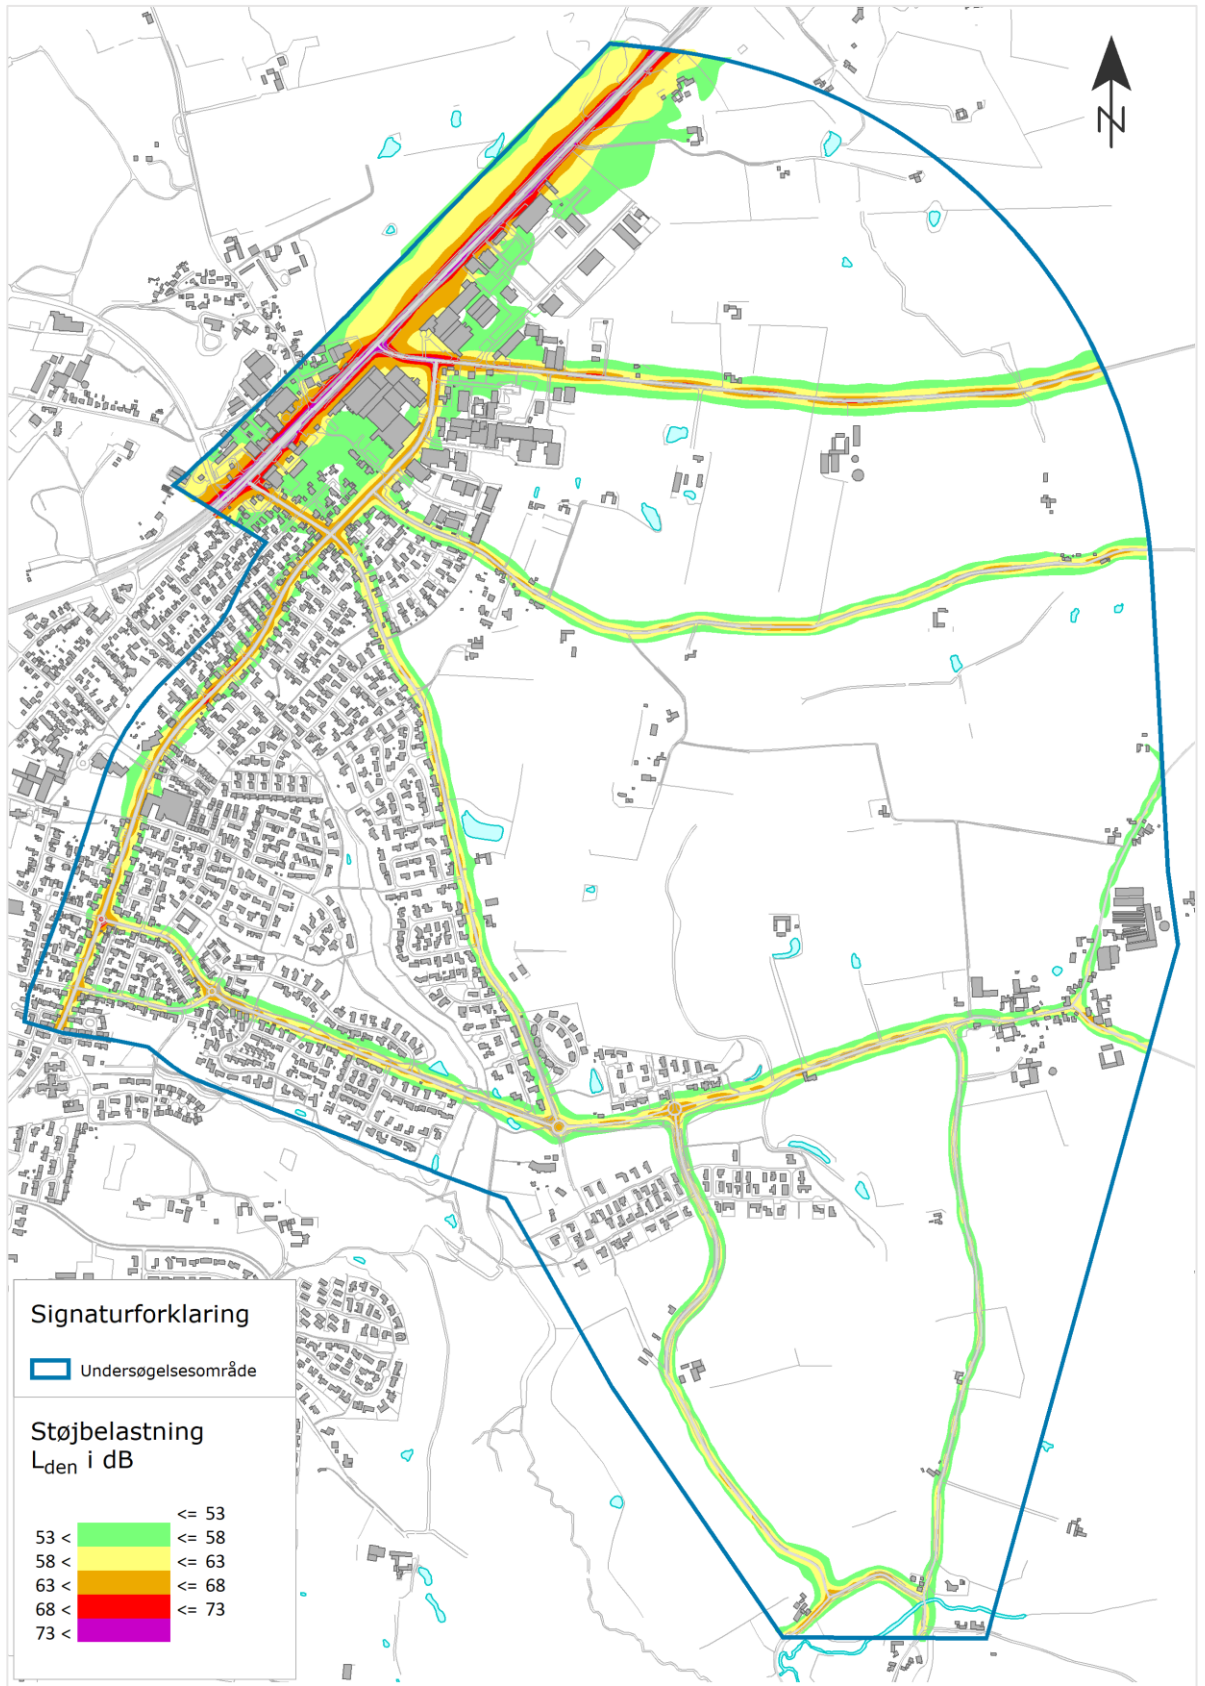 N
Signaturforklaring
Undersøgelsesområde
Støjbelastning
Lden i dB
<= 53
53 < <= 58
58 < <= 63
63 < <= 68
68 < <= 73
73 <